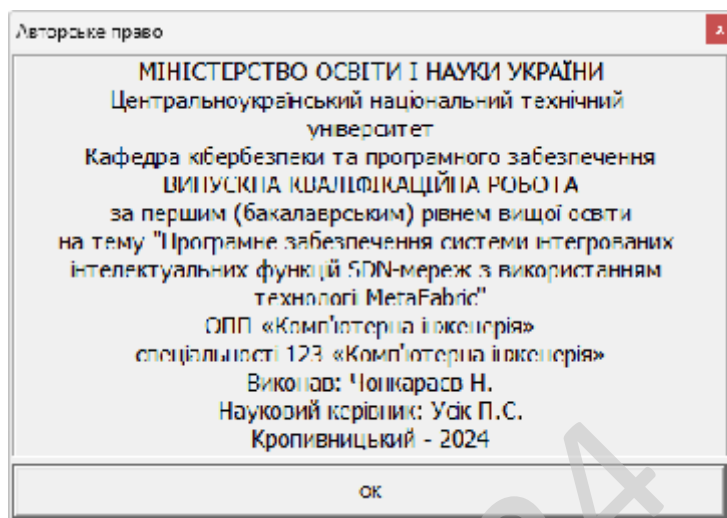 Авторське право
x
МІНІСТЕРСТВО ОСВІТИ І НАУКИ УКРАЇНИ
Центральноукраїнський національний технічний
університет
Кафедра кібербезпеки та програмного забезпечення
ВИПУСКНА КВАЛІФІКАЦІЙНА РОБОТА
за першим (бакалаврським) рівнем вищої освіти
на тему "Програмне забезпечення системи інтегрованих
інтелектуальних функцій SDN-мереж з використанням
технології MetaFabric"
ОПП «Комп'ютерна інженерія»
спеціальності 123 «Комп'ютерна інженерія»
Виконав: Чонкараєв Н.
Науковий керівник: Усік П.С.
Кропивницький - 2024
ОК